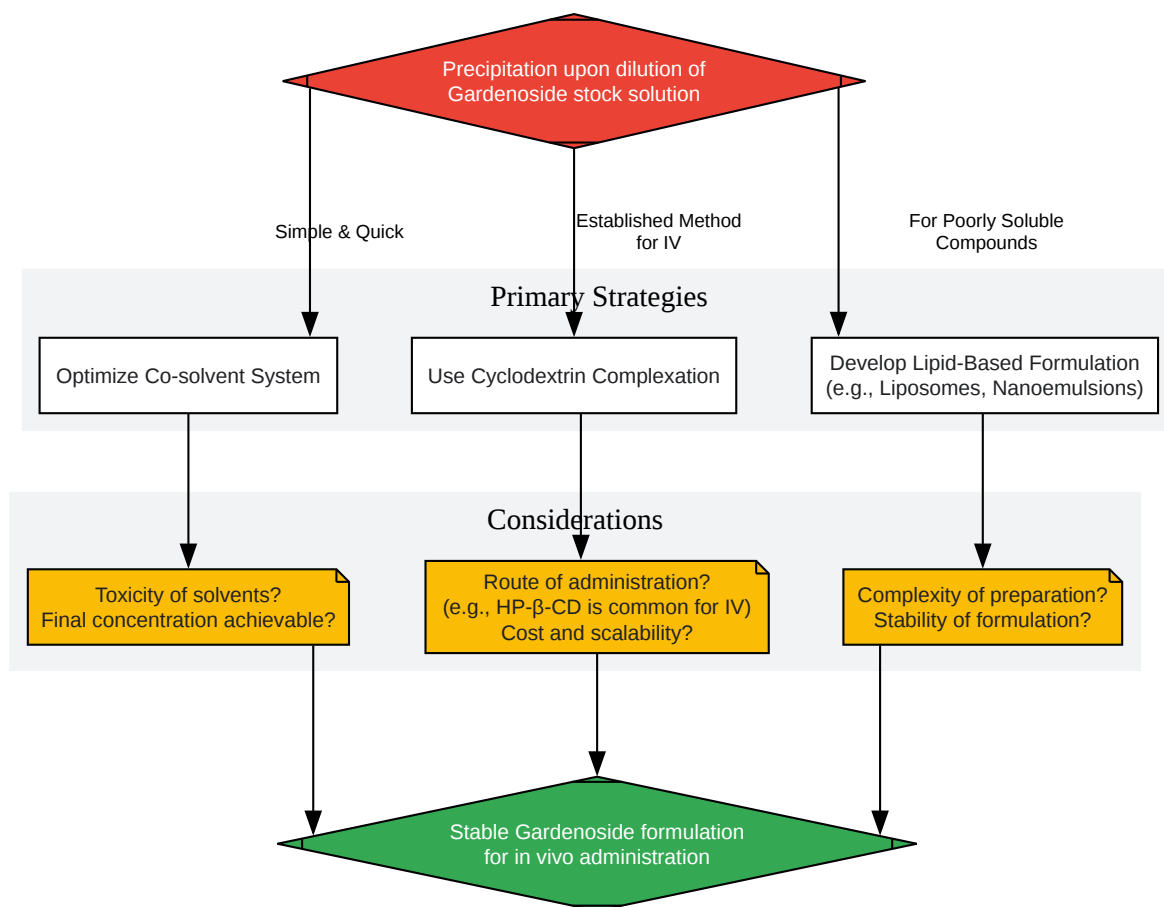 Precipitation upon dilution of
Gardenoside stock solution
Simple & Quick
Established Method
for IV
For Poorly Soluble
Compounds
Primary Strategies
Optimize Co-solvent System
Use Cyclodextrin Complexation
Develop Lipid-Based Formulation
(e.g., Liposomes, Nanoemulsions)
Considerations
Toxicity of solvents?
Final concentration achievable?
Route of administration?
(e.g., HP-β-CD is common for IV)
Cost and scalability?
Complexity of preparation?
Stability of formulation?
Stable Gardenoside formulation
for in vivo administration